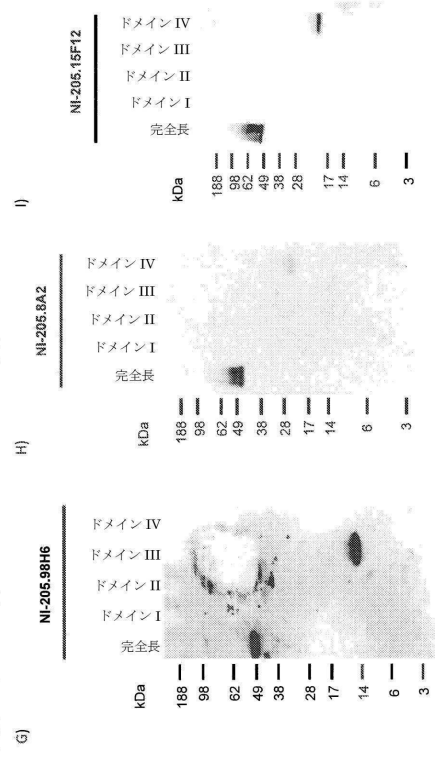 G)
NI-205.98H6
kDa
完全長
ドメイン I
ドメイン II
ドメイン III
ドメイン IV
188
98
62
49
38
28
17
14
6
3
H)
NI-205.8A2
kDa
完全長
ドメイン I
ドメイン II
ドメイン III
ドメイン IV
188
98
62
49
38
28
17
14
6
3
I)
NI-205.15F12
kDa
完全長
ドメイン I
ドメイン II
ドメイン III
ドメイン IV
188
98
62
49
38
28
17
14
6
3